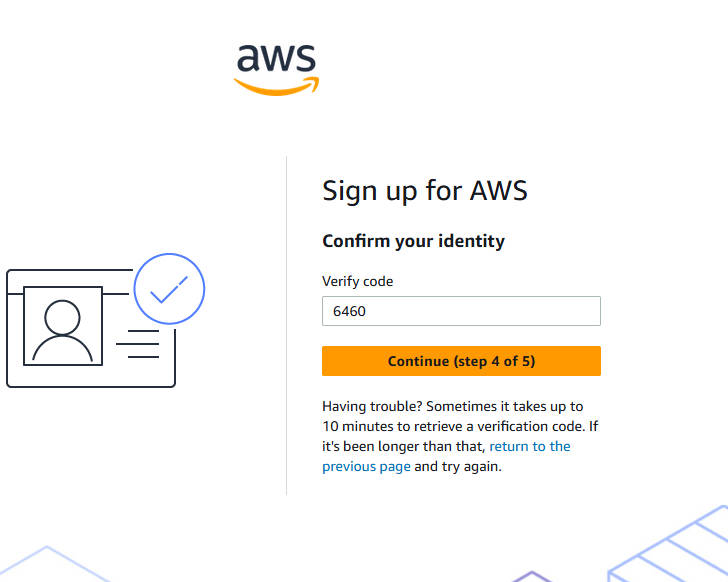 aws
Sign up for AWS
Confirm your identity
Verify code
6460
Continue (step 4 of 5)
Having trouble? Sometimes it takes up to
10 minutes to retrieve a verification code. If
it's been longer than that, return to the
previous page and try again.